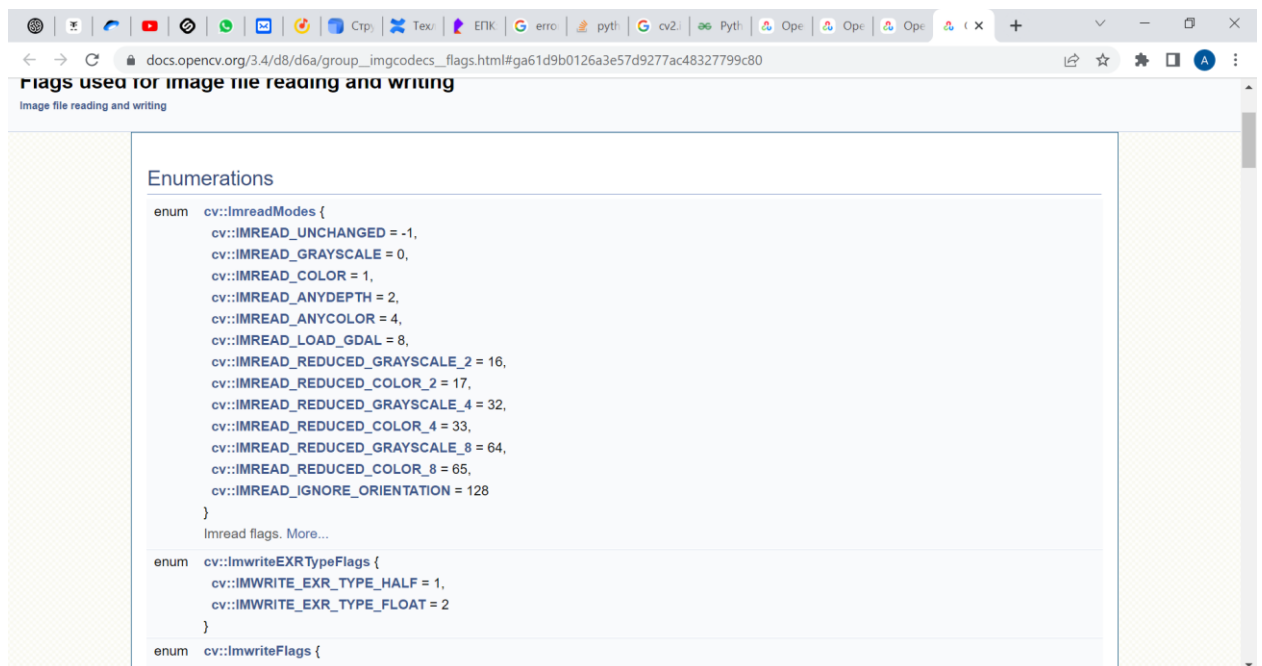 Стру
Текс
ЕПК
erro
pyth
cv2.i
Pyth
Ope
Ope
Ope
docs.opencv.org/3.4/d8/d6a/group__imgcodecs__flags.html#ga61d9b0126a3e57d9277ac48327799c80
A
Flags used for image file reading and writing
Image file reading and writing
Enumerations
enum cv::ImreadModes {
cv::IMREAD_UNCHANGED = -1,
cv::IMREAD_GRAYSCALE = 0,
cv::IMREAD_COLOR = 1,
cv::IMREAD_ANYDEPTH = 2,
cv::IMREAD_ANYCOLOR = 4,
cv::IMREAD_LOAD_GDAL = 8,
cv::IMREAD_REDUCED_GRAYSCALE_2 = 16,
cv::IMREAD_REDUCED_COLOR_2 = 17,
cv::IMREAD_REDUCED_GRAYSCALE_4 = 32,
cv::IMREAD_REDUCED_COLOR_4 = 33,
cv::IMREAD_REDUCED_GRAYSCALE_8 = 64,
cv::IMREAD_REDUCED_COLOR_8 = 65,
cv::IMREAD_IGNORE_ORIENTATION = 128
}
Imread flags. More...
enum cv::ImwriteEXRTypeFlags {
cv::IMWRITE_EXR_TYPE_HALF = 1,
cv::IMWRITE_EXR_TYPE_FLOAT = 2
}
enum cv::ImwriteFlags {